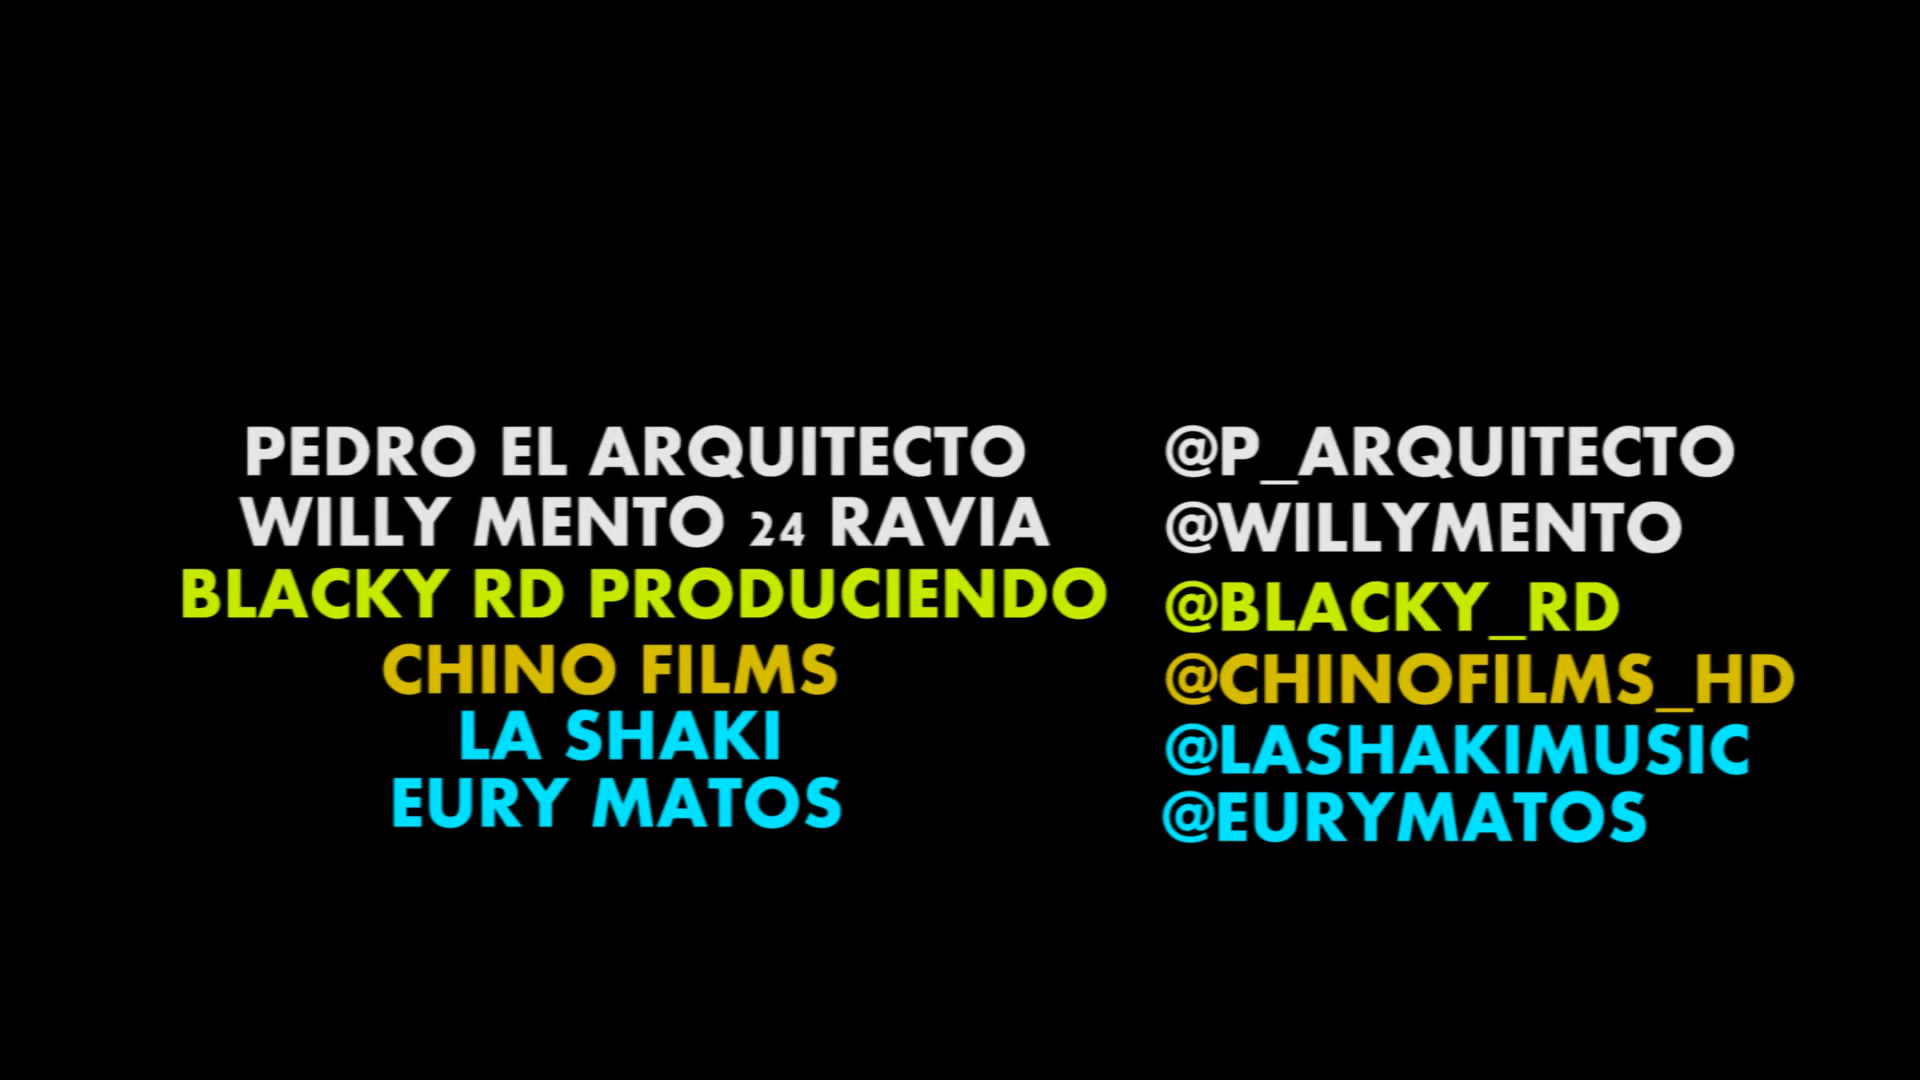 PEDRO EL ARQUITECTO @P_ARQUITECTO
WILLY MENTO 24 RAVIA @WILLYMENTO
BLACKY RD PRODUCIENDO @BLACKY_RD
CHINO FILMS @CHINOFILMS_HD
LA SHAKI @LASHAKIMUSIC
EURY MATOS @EURYMATOS